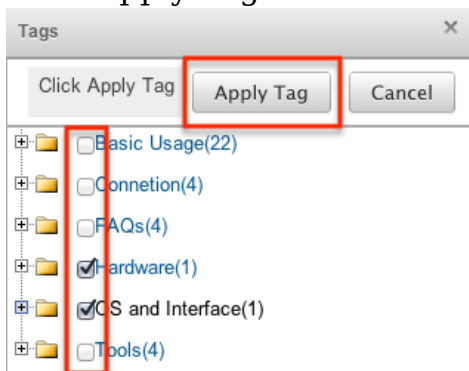 Tags
Click Apply Tag Apply Tag Cancel
Basic Usage(22)
Connetion(4)
FAQs(4)
Hardware(1)
OS and Interface(1)
Tools(4)